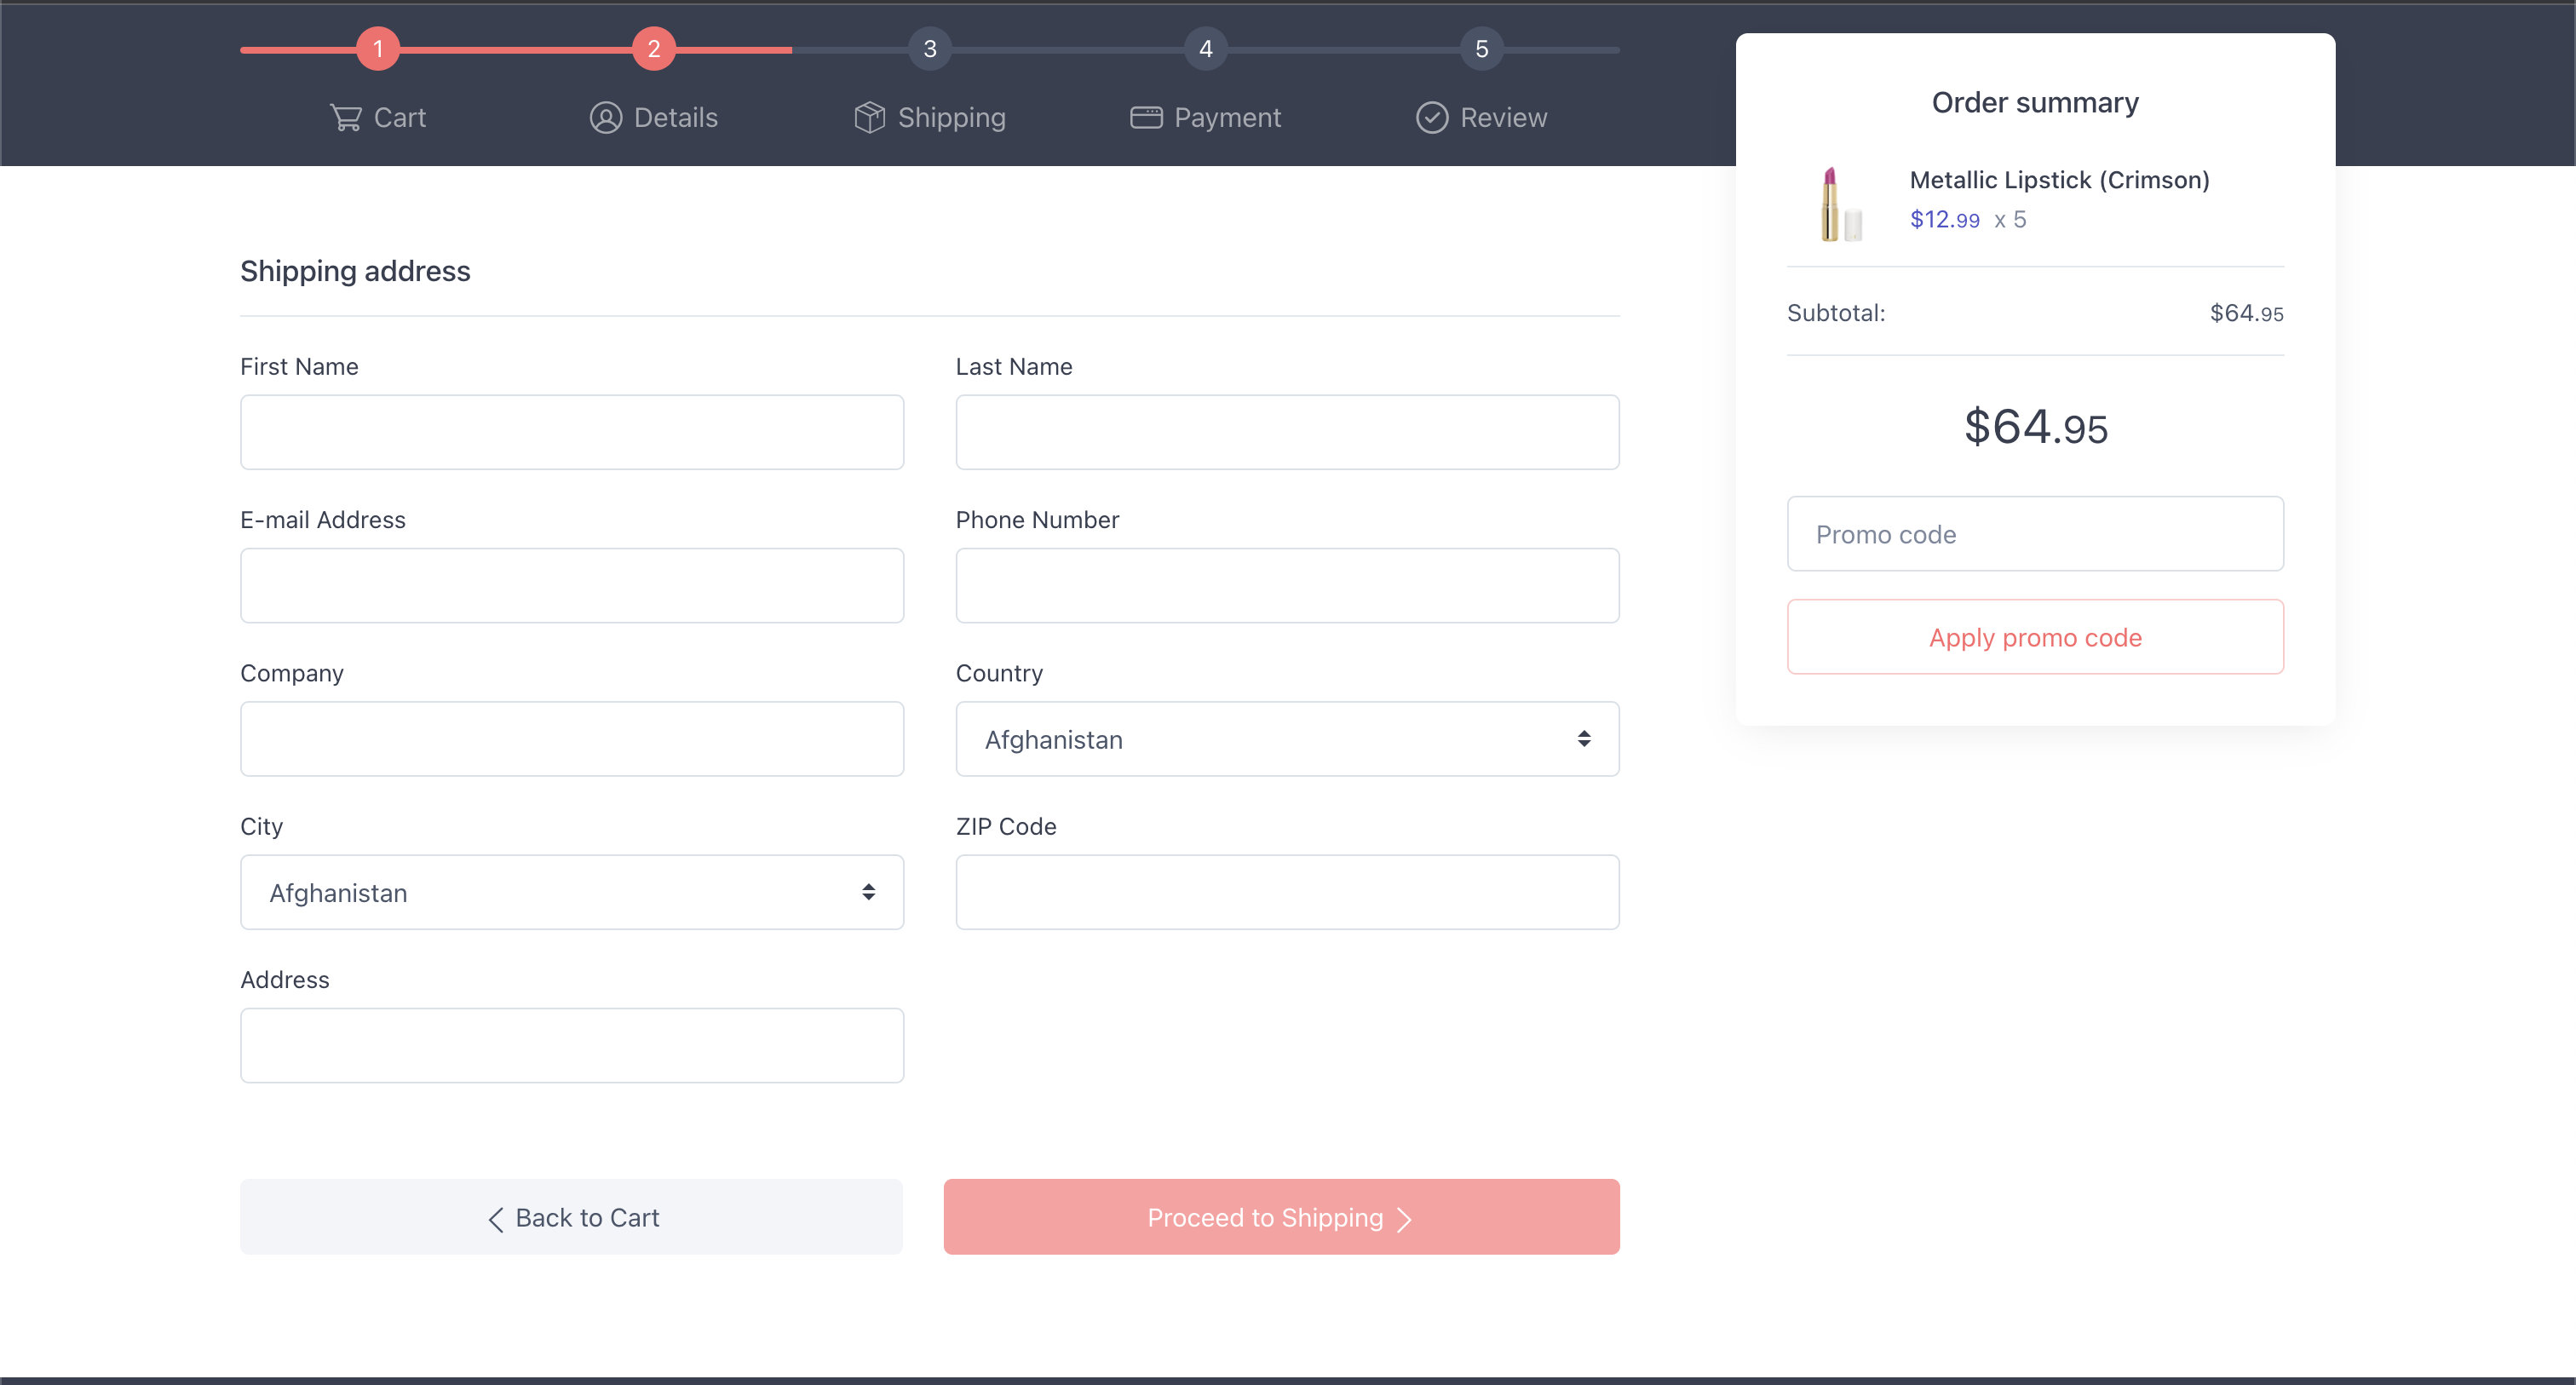 1 2 3 4 5
Cart Details Shipping Payment Review
Order summary
Metallic Lipstick (Crimson)
$12.99 x 5
Subtotal: $64.95
$64.95
Promo code
Apply promo code
Shipping address
First Name Last Name
E-mail Address Phone Number
Company Country
Afghanistan
City ZIP Code
Afghanistan
Address
Back to Cart Proceed to Shipping